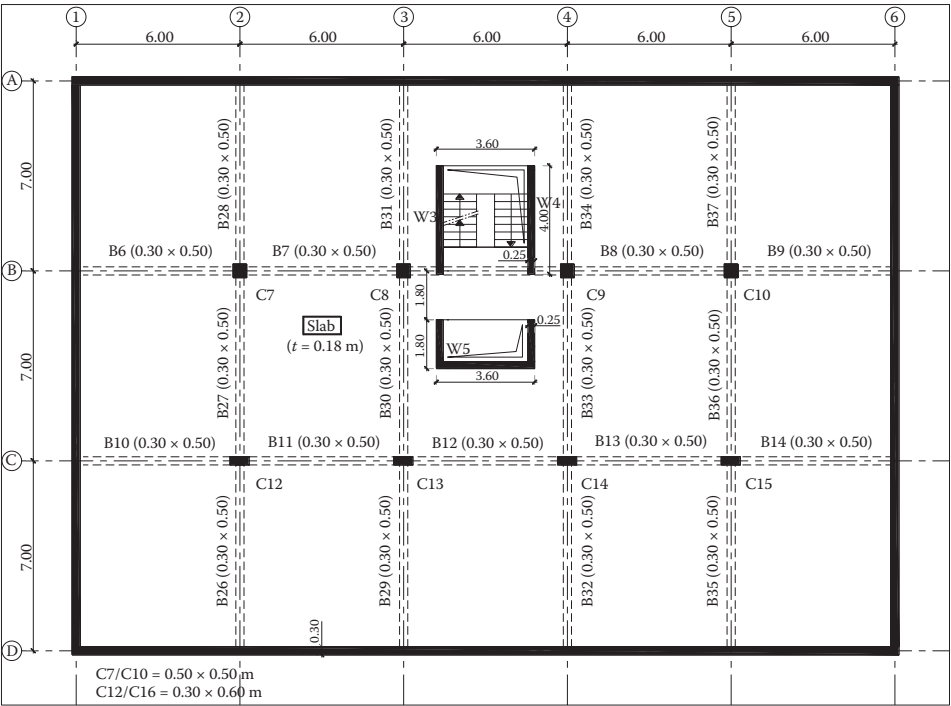 1 2 3 4 5 6
6.00 6.00 6.00 6.00 6.00
A
7.00
B28 (0.30 × 0.50)
B31 (0.30 × 0.50)
3.60
W3
W4
4.00
0.25
B34 (0.30 × 0.50)
B37 (0.30 × 0.50)
B6 (0.30 × 0.50) B7 (0.30 × 0.50) B8 (0.30 × 0.50) B9 (0.30 × 0.50)
B
C7 C8 C9 C10
1.80
7.00
B27 (0.30 × 0.50)
Slab
(t = 0.18 m)
B30 (0.30 × 0.50)
1.80
W5
0.25
3.60
B33 (0.30 × 0.50)
B36 (0.30 × 0.50)
B10 (0.30 × 0.50) B11 (0.30 × 0.50) B12 (0.30 × 0.50) B13 (0.30 × 0.50) B14 (0.30 × 0.50)
C
C12 C13 C14 C15
7.00
B26 (0.30 × 0.50)
B29 (0.30 × 0.50)
B32 (0.30 × 0.50)
B35 (0.30 × 0.50)
0.30
D
C7/C10 = 0.50 × 0.50 m
C12/C16 = 0.30 × 0.60 m